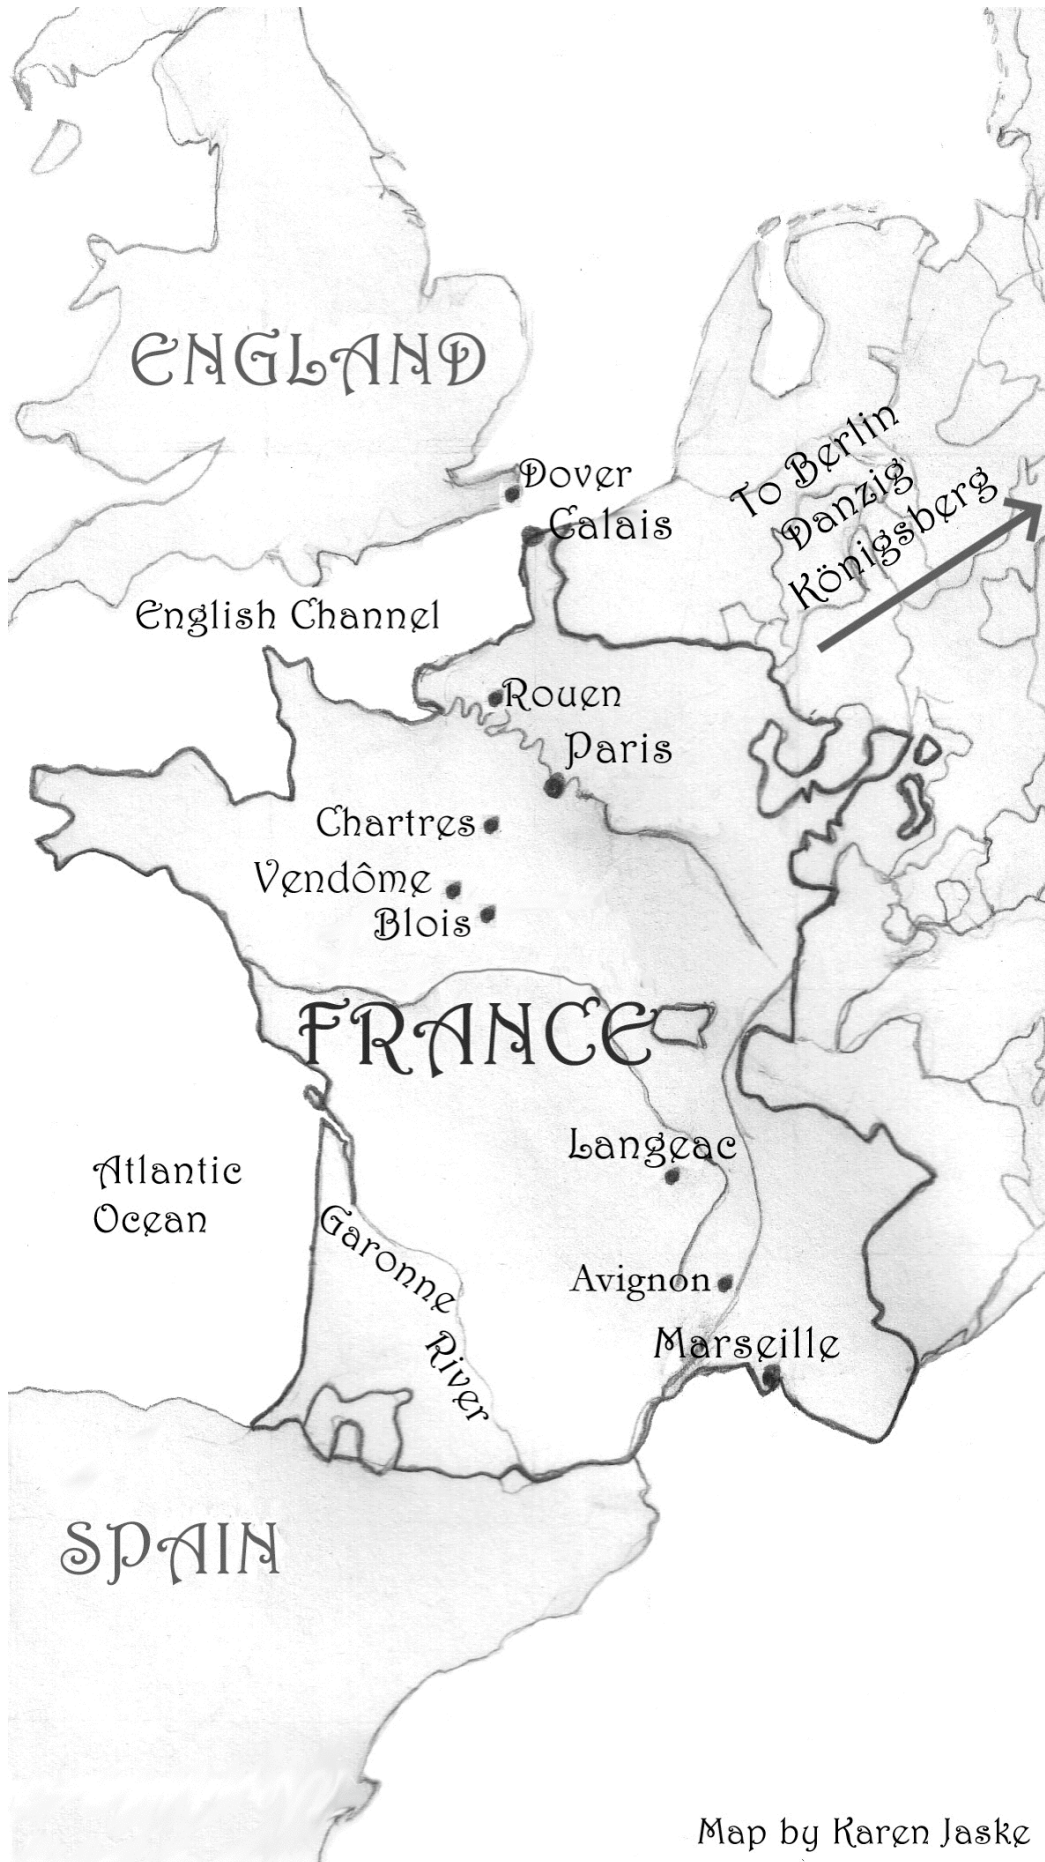 ENGLAND
To Berlin
Danzig
Königsberg
Dover
Calais
English Channel
Rouen
Paris
Chartres
Vendôme
Blois
FRANCE
Langeac
Atlantic
Ocean
Garonne
River
Avignon
Marseille
SPAIN
Map by Karen Jaske